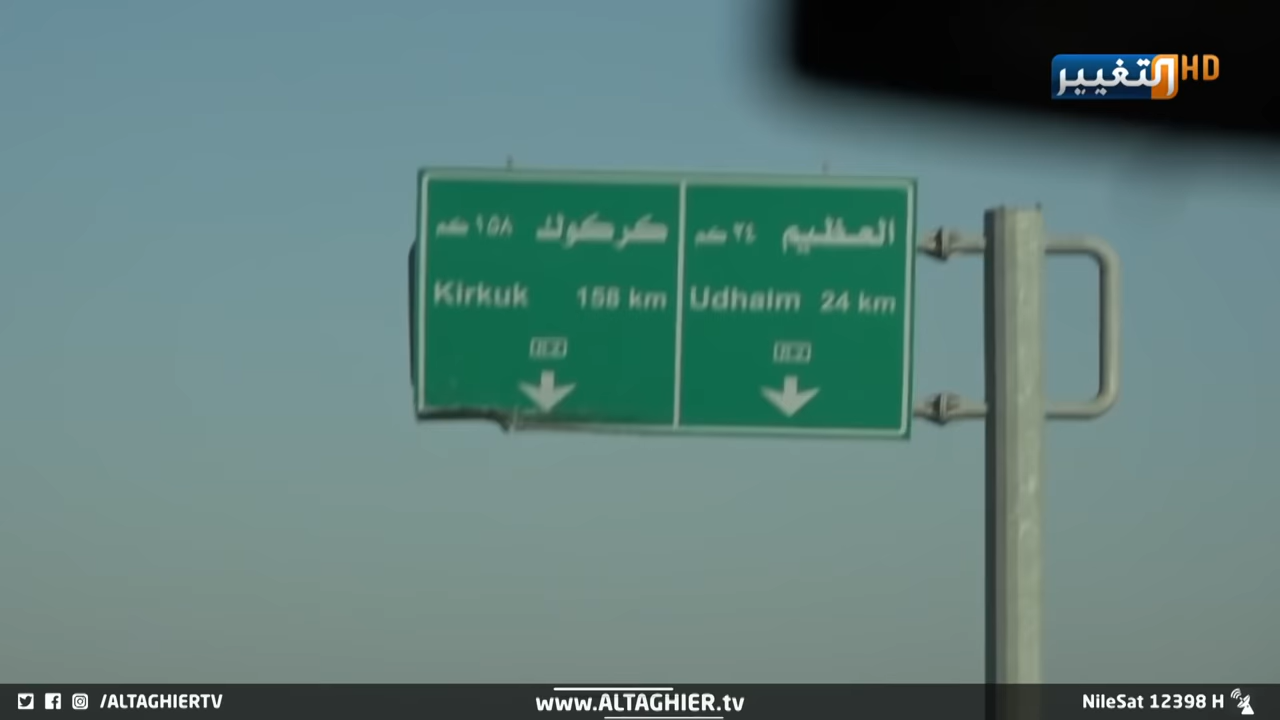 التغيير HD
كركوك ١٥٨ كم
Kirkuk 158 km
العظيم ٢٤ كم
Udhaim 24 km
/ALTAGHIERTV
www.ALTAGHIER.tv
NileSat 12398 H